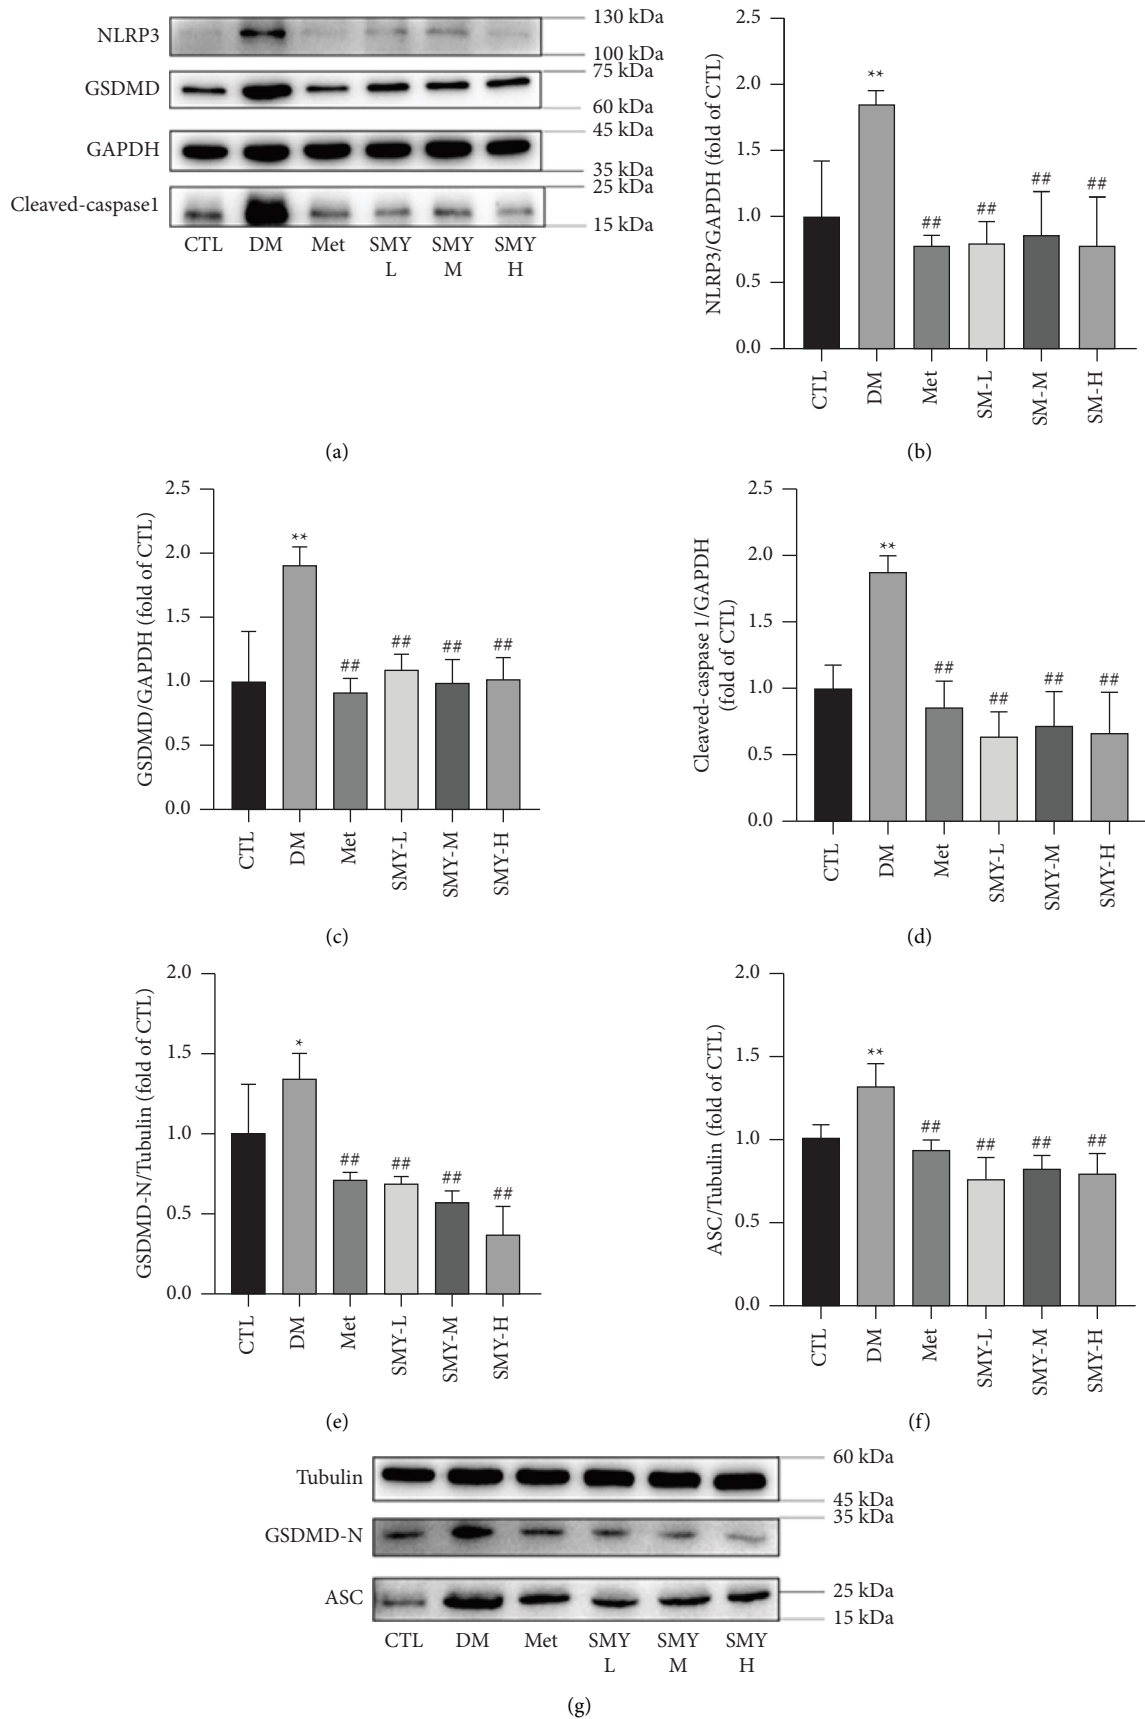 NLRP3
GSDMD
GAPDH
Cleaved-caspase1
130 kDa
100 kDa
75 kDa
60 kDa
45 kDa
35 kDa
25 kDa
15 kDa
CTL DM Met SMY SMY SMY
L M H
(a)
NLRP3/GAPDH (fold of CTL)
2.5
2.0
1.5
1.0
0.5
0.0
** ## ## ## ##
CTL DM Met SM-L SM-M SM-H
(b)
GSDMD/GAPDH (fold of CTL)
2.5
2.0
1.5
1.0
0.5
0.0
** ## ## ## ##
CTL DM Met SMY-L SMY-M SMY-H
(c)
Cleaved-caspase 1/GAPDH
(fold of CTL)
2.5
2.0
1.5
1.0
0.5
0.0
** ## ## ## ##
CTL DM Met SMY-L SMY-M SMY-H
(d)
GSDMD-N/Tubulin (fold of CTL)
2.0
1.5
1.0
0.5
0.0
* ## ## ## ##
CTL DM Met SMY-L SMY-M SMY-H
(e)
ASC/Tubulin (fold of CTL)
2.0
1.5
1.0
0.5
0.0
** ## ## ## ##
CTL DM Met SMY-L SMY-M SMY-H
(f)
Tubulin
GSDMD-N
ASC
60 kDa
45 kDa
35 kDa
25 kDa
15 kDa
CTL DM Met SMY SMY SMY
L M H
(g)